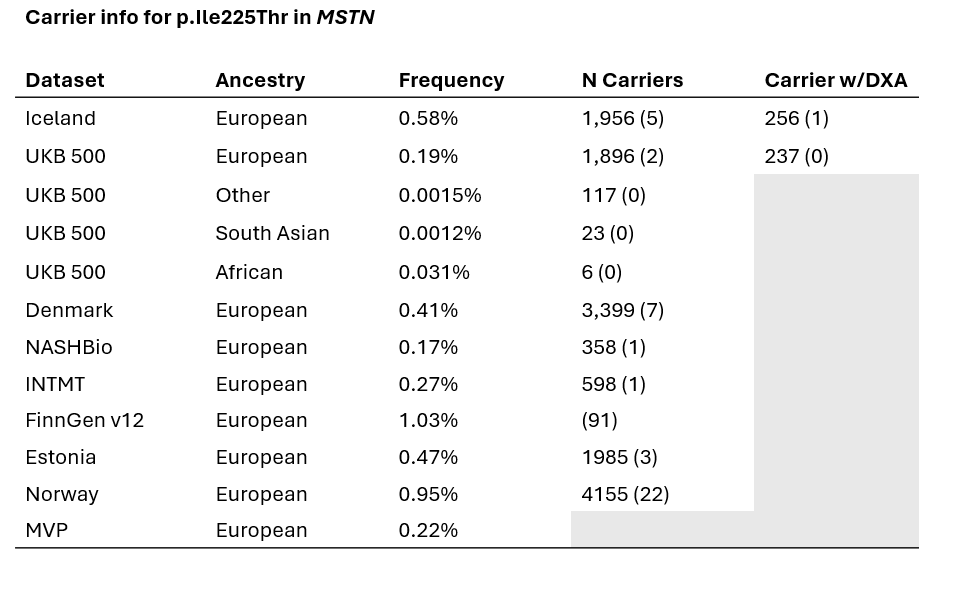 Carrier info for p.Ile225Thr in MSTN
Dataset Ancestry Frequency N Carriers Carrier w/DXA
Iceland European 0.58% 1,956 (5) 256 (1)
UKB 500 European 0.19% 1,896 (2) 237 (0)
UKB 500 Other 0.0015% 117 (0)
UKB 500 South Asian 0.0012% 23 (0)
UKB 500 African 0.031% 6 (0)
Denmark European 0.41% 3,399 (7)
NASHBio European 0.17% 358 (1)
INTMT European 0.27% 598 (1)
FinnGen v12 European 1.03% (91)
Estonia European 0.47% 1985 (3)
Norway European 0.95% 4155 (22)
MVP European 0.22%